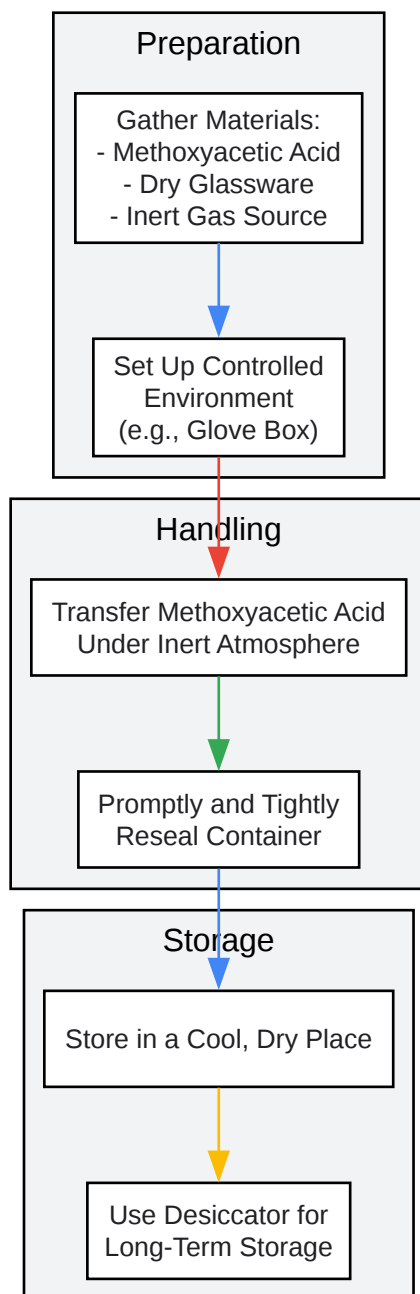 Preparation
Gather Materials:
- Methoxyacetic Acid
- Dry Glassware
- Inert Gas Source
Set Up Controlled
Environment
(e.g., Glove Box)
Handling
Transfer Methoxyacetic Acid
Under Inert Atmosphere
Promptly and Tightly
Reseal Container
Storage
Store in a Cool, Dry Place
Use Desiccator for
Long-Term Storage